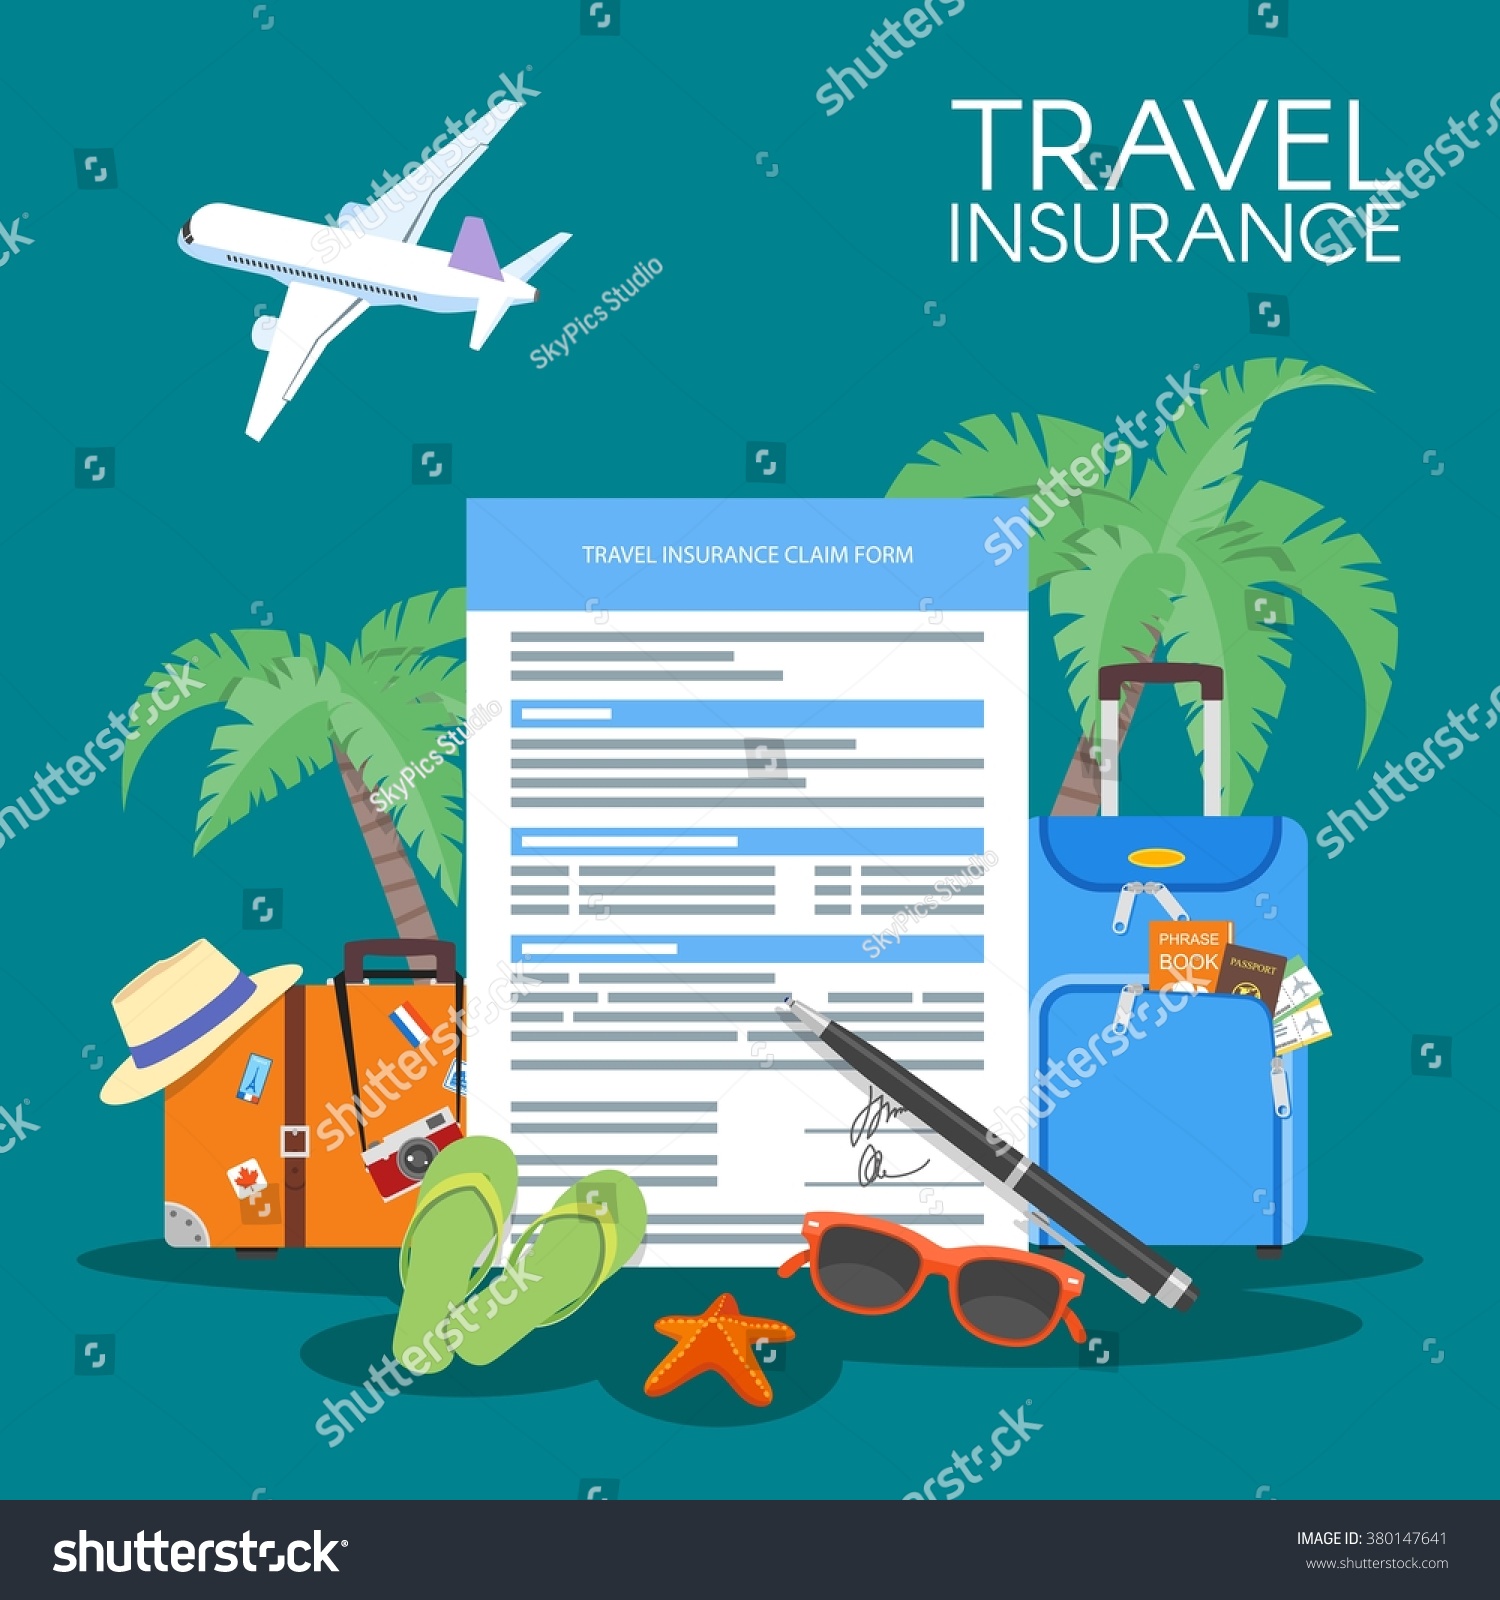 TRAVEL
INSURANCE
TRAVEL INSURANCE CLAIM FORM
PHRASE
BOOK
PASSPORT
shutterstock
SkyPics Studio
shutterstock
IMAGE ID: 380147641
www.shutterstock.com